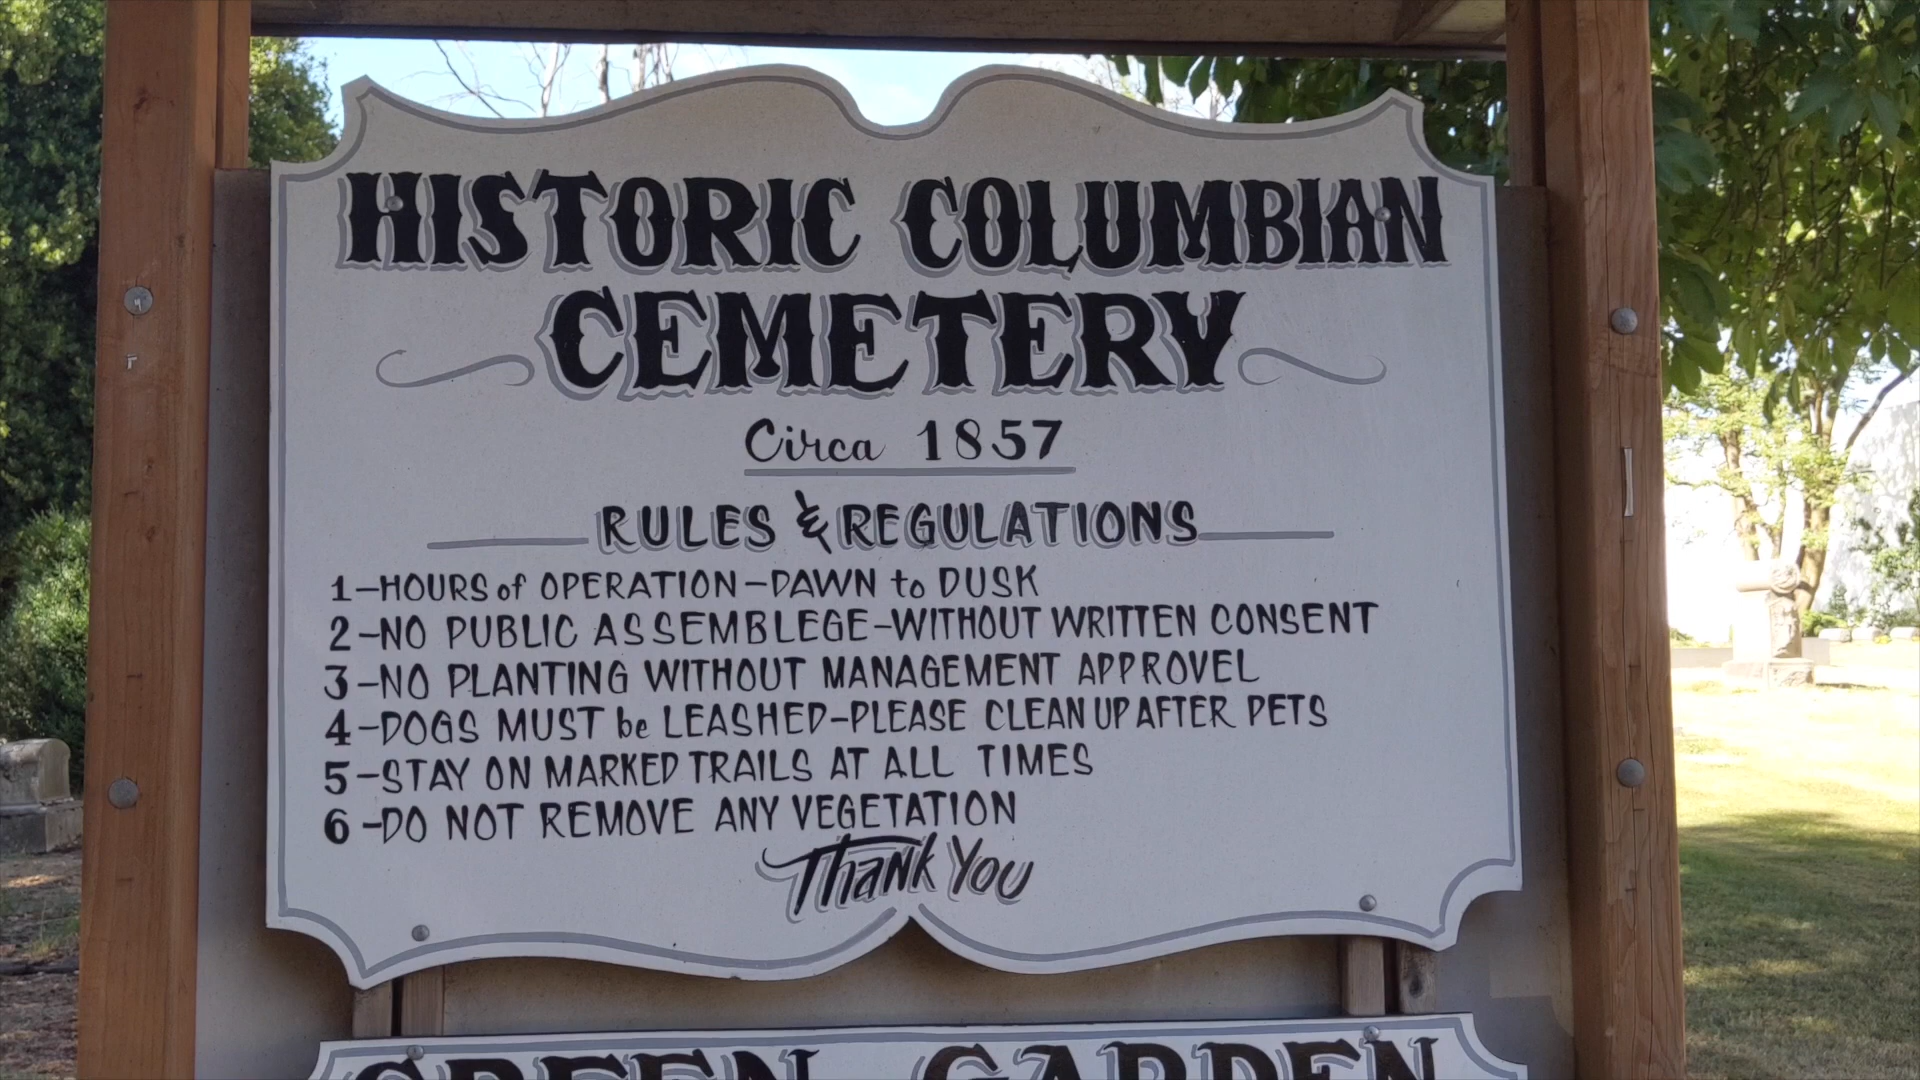 HISTORIC COLUMBIAN
CEMETERY
Circa 1857
RULES & REGULATIONS
1-HOURS of OPERATION-DAWN to DUSK
2-NO PUBLIC ASSEMBLEGE-WITHOUT WRITTEN CONSENT
3-NO PLANTING WITHOUT MANAGEMENT APPROVEL
4-DOGS MUST be LEASHED-PLEASE CLEAN UP AFTER PETS
5-STAY ON MARKED TRAILS AT ALL TIMES
6-DO NOT REMOVE ANY VEGETATION
Thank You
GREEN GARDEN